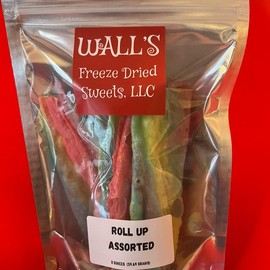 WALL'S
Freeze Dried
Sweets, LLC
ROLL UP
ASSORTED